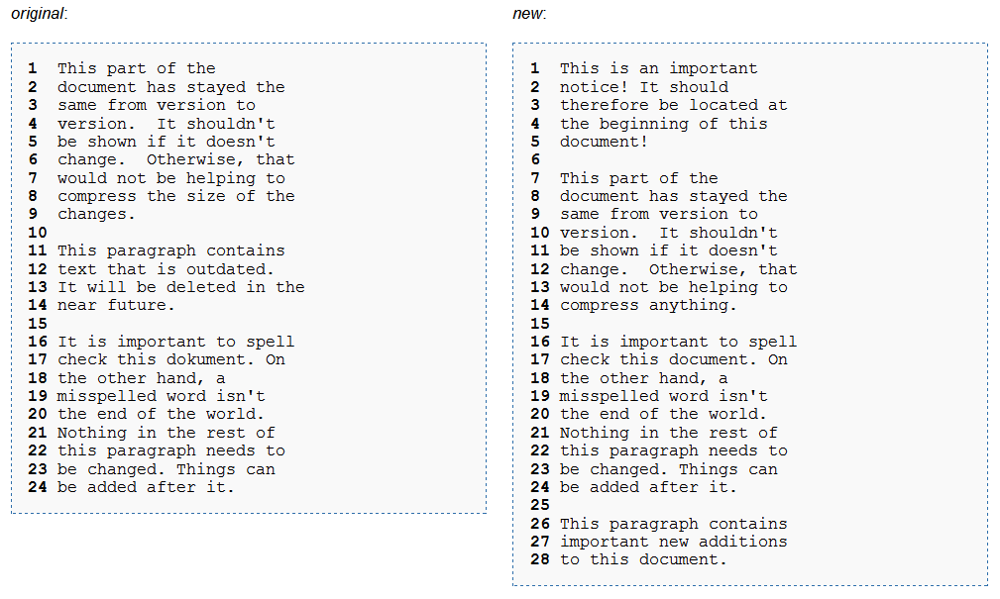 original:
1 This part of the
2 document has stayed the
3 same from version to
4 version.  It shouldn't
5 be shown if it doesn't
6 change.  Otherwise, that
7 would not be helping to
8 compress the size of the
9 changes.
10
11 This paragraph contains
12 text that is outdated.
13 It will be deleted in the
14 near future.
15
16 It is important to spell
17 check this dokument. On
18 the other hand, a
19 misspelled word isn't
20 the end of the world.
21 Nothing in the rest of
22 this paragraph needs to
23 be changed. Things can
24 be added after it.
new:
1 This is an important
2 notice! It should
3 therefore be located at
4 the beginning of this
5 document!
6
7 This part of the
8 document has stayed the
9 same from version to
10 version.  It shouldn't
11 be shown if it doesn't
12 change.  Otherwise, that
13 would not be helping to
14 compress anything.
15
16 It is important to spell
17 check this document. On
18 the other hand, a
19 misspelled word isn't
20 the end of the world.
21 Nothing in the rest of
22 this paragraph needs to
23 be changed. Things can
24 be added after it.
25
26 This paragraph contains
27 important new additions
28 to this document.